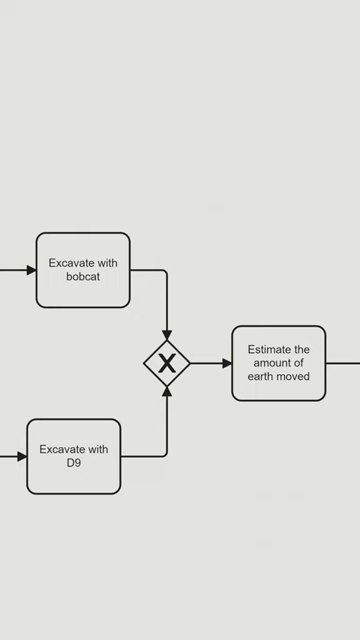 Excavate with
bobcat
X
Estimate the
amount of
earth moved
Excavate with
D9